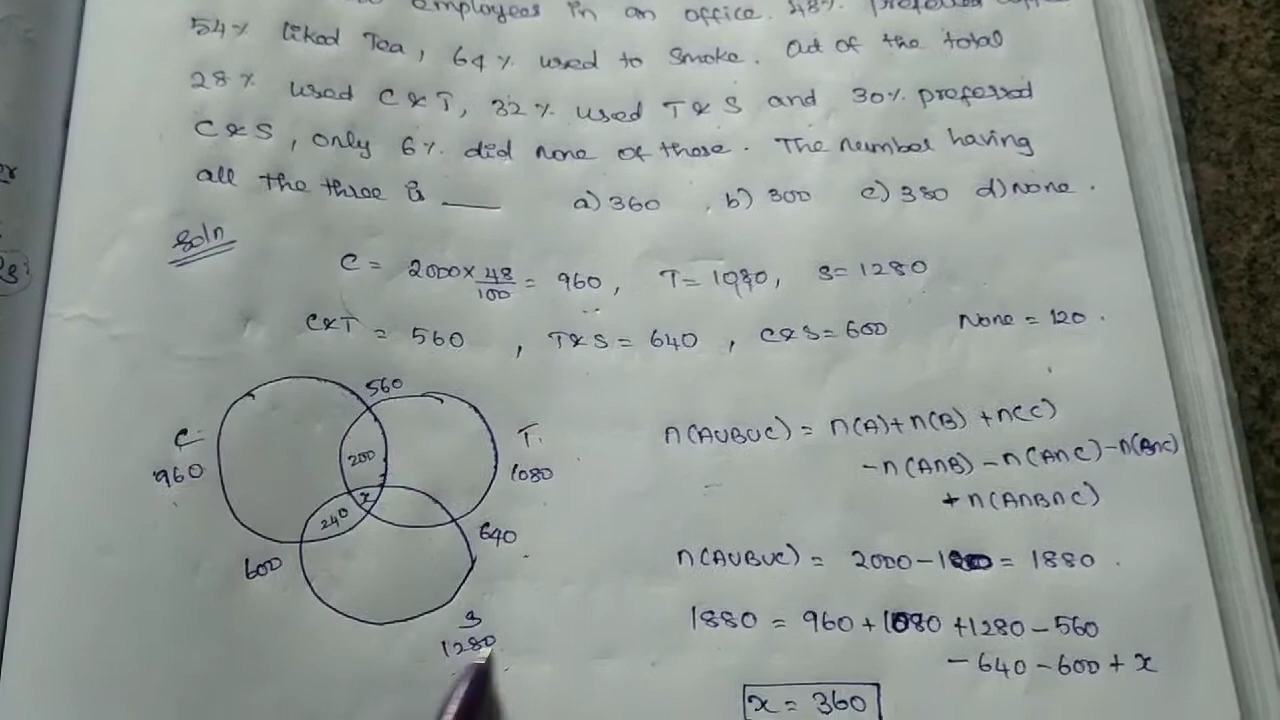 employees in an office. 48% preferred
54% liked Tea, 64% used to smoke. Out of the total
28% used C&T, 32% used T&S and 30% preferred
C&S, only 6% did none of these. The number having
all the three is ___ a) 360 , b) 300 c) 380 d) none .
Soln
C = 2000 × 48/100 = 960, T = 1080, S = 1280
C&T = 560 , T&S = 640 , C&S = 600 None = 120 .
560
C
960
T.
1080
200
x
240
600
640
S
1280
n(AUBUC) = n(A) + n(B) + n(C)
- n(A∩B) - n(A∩C) - n(B∩C)
+ n(A∩B∩C)
n(AUBUC) = 2000 - 120 = 1880 .
1880 = 960 + 1080 + 1280 - 560
- 640 - 600 + x
x = 360